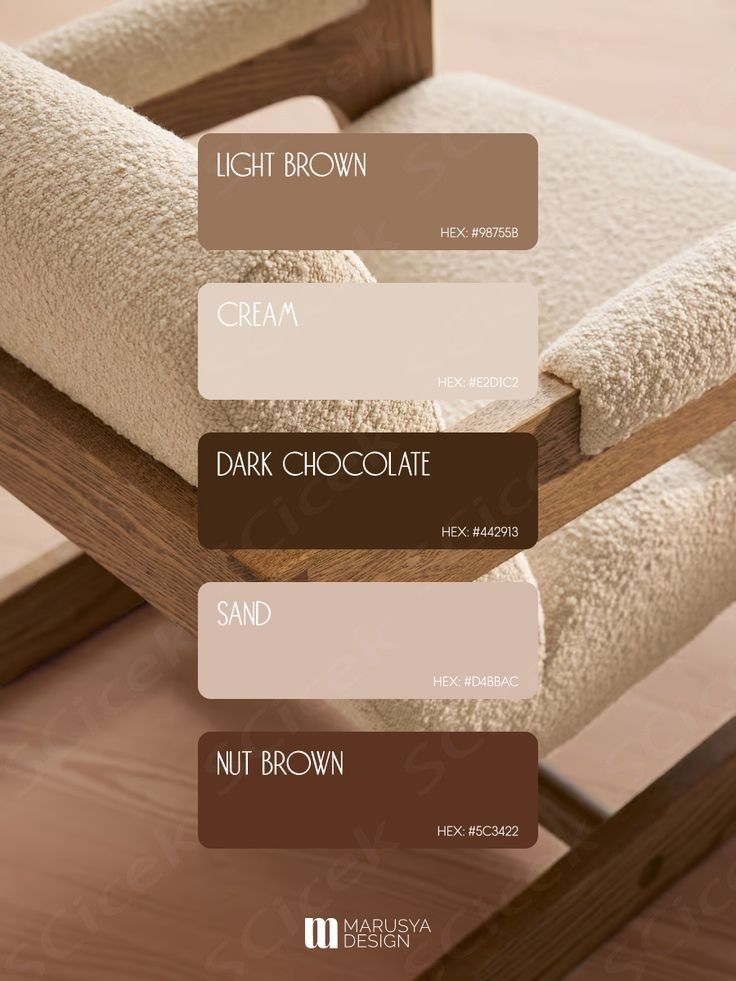 LIGHT BROWN
HEX: #98755B
CREAM
HEX: #E2D1C2
DARK CHOCOLATE
HEX: #442913
SAND
HEX: #D4BBAC
NUT BROWN
HEX: #5C3422
m MARUSYA
DESIGN
SCicek